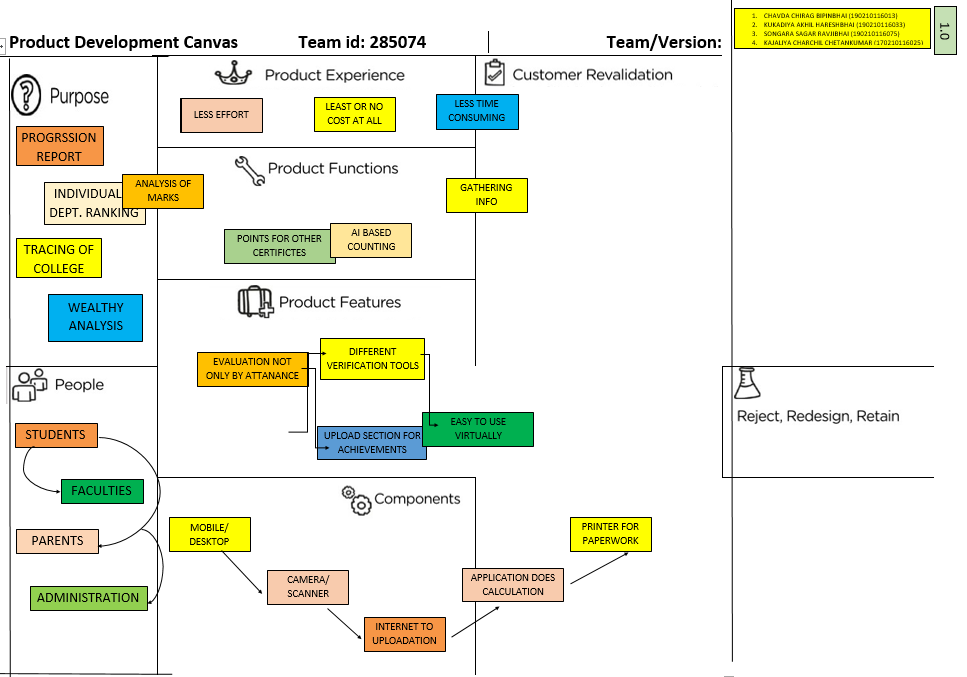 Product Development Canvas
Team id: 285074
Team/Version:
1. CHAVDA CHIRAG BIPINBHAI (190210116013)
2. KUKADIYA AKHIL HARESHBHAI (190210116033)
3. SONGARA SAGAR RAVJIBHAI (190210116075)
4. KAJALIYA CHARCHIL CHETANKUMAR (170210116025)
1.0
Purpose
PROGRSSION
REPORT
INDIVIDUAL
DEPT. RANKING
TRACING OF
COLLEGE
WEALTHY
ANALYSIS
People
STUDENTS
FACULTIES
PARENTS
ADMINISTRATION
Product Experience
LESS EFFORT
LEAST OR NO
COST AT ALL
LESS TIME
CONSUMING
Product Functions
ANALYSIS OF
MARKS
POINTS FOR OTHER
CERTIFICTES
AI BASED
COUNTING
GATHERING
INFO
Product Features
EVALUATION NOT
ONLY BY ATTANANCE
DIFFERENT
VERIFICATION TOOLS
UPLOAD SECTION FOR
ACHIEVEMENTS
EASY TO USE
VIRTUALLY
Components
MOBILE/
DESKTOP
CAMERA/
SCANNER
INTERNET TO
UPLOADATION
APPLICATION DOES
CALCULATION
PRINTER FOR
PAPERWORK
Customer Revalidation
Reject, Redesign, Retain